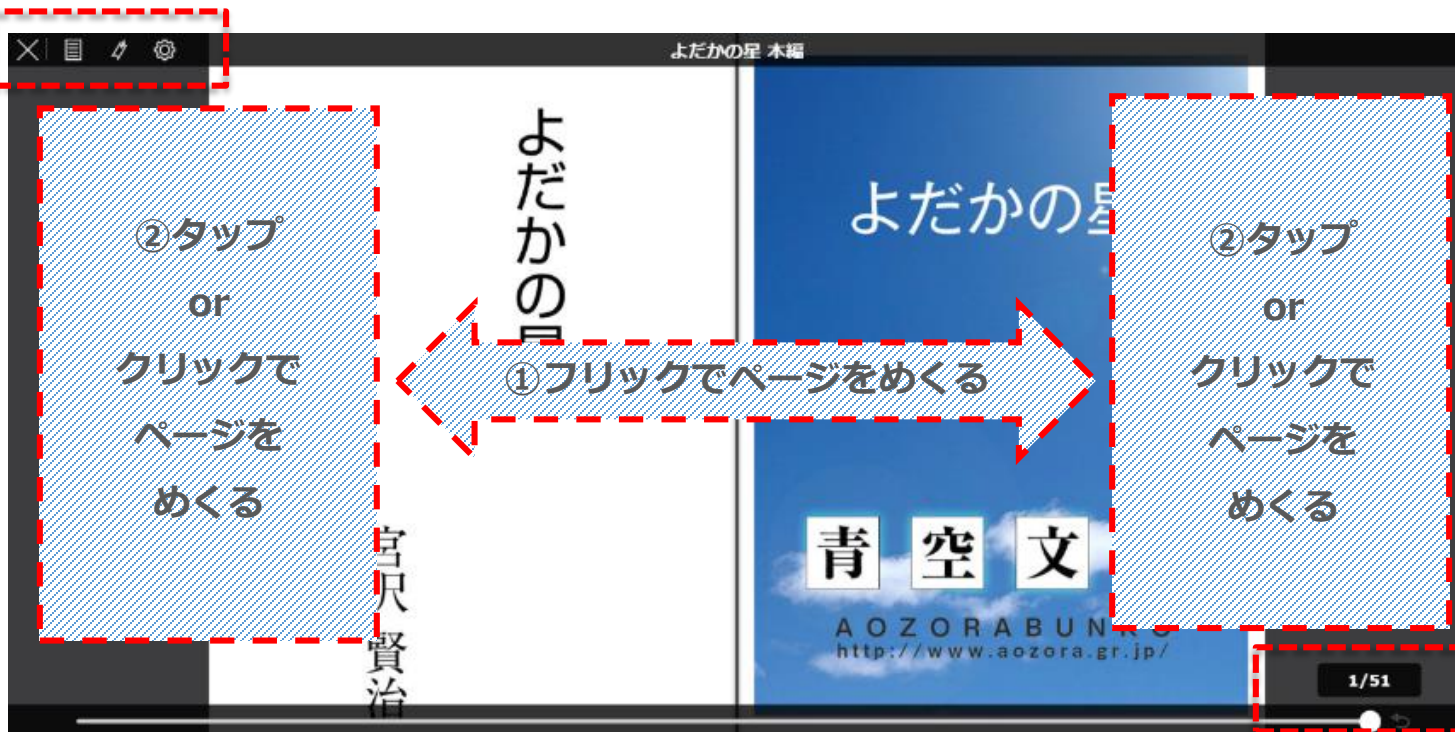 よだかの星 本編
よだかの星
宮沢 賢治
よだかの星
青空文
AOZORABUNKO
http://www.aozora.gr.jp/
②タップ
or
クリックで
ページを
めくる
①フリックでページをめくる
②タップ
or
クリックで
ページを
めくる
1/51